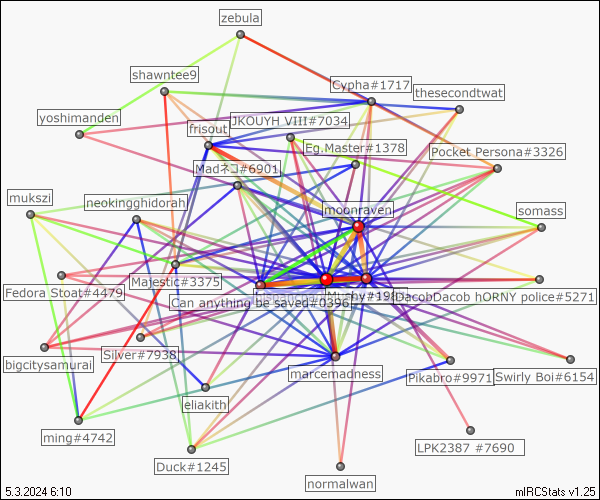 zebula
shawntee9
Cypha#1717
thesecondtwat
yoshimanden
frisout
JKOUYH VIII#7034
Eg.Master#1378
Pocket Persona#3326
Madネコ#6901
mukszi
neokingghidorah
moonraven
somass
Majestic#3375
Fedora Stoat#4479
Can anything be saved#0396
DacobDacob hORNY police#5271
bigcitysamurai
Silver#7938
marcemadness
Pikabro#9971
Swirly Boi#6154
eliakith
ming#4742
LPK2387 #7690
Duck#1245
normalwan
5.3.2024 6:10
mIRCStats v1.25